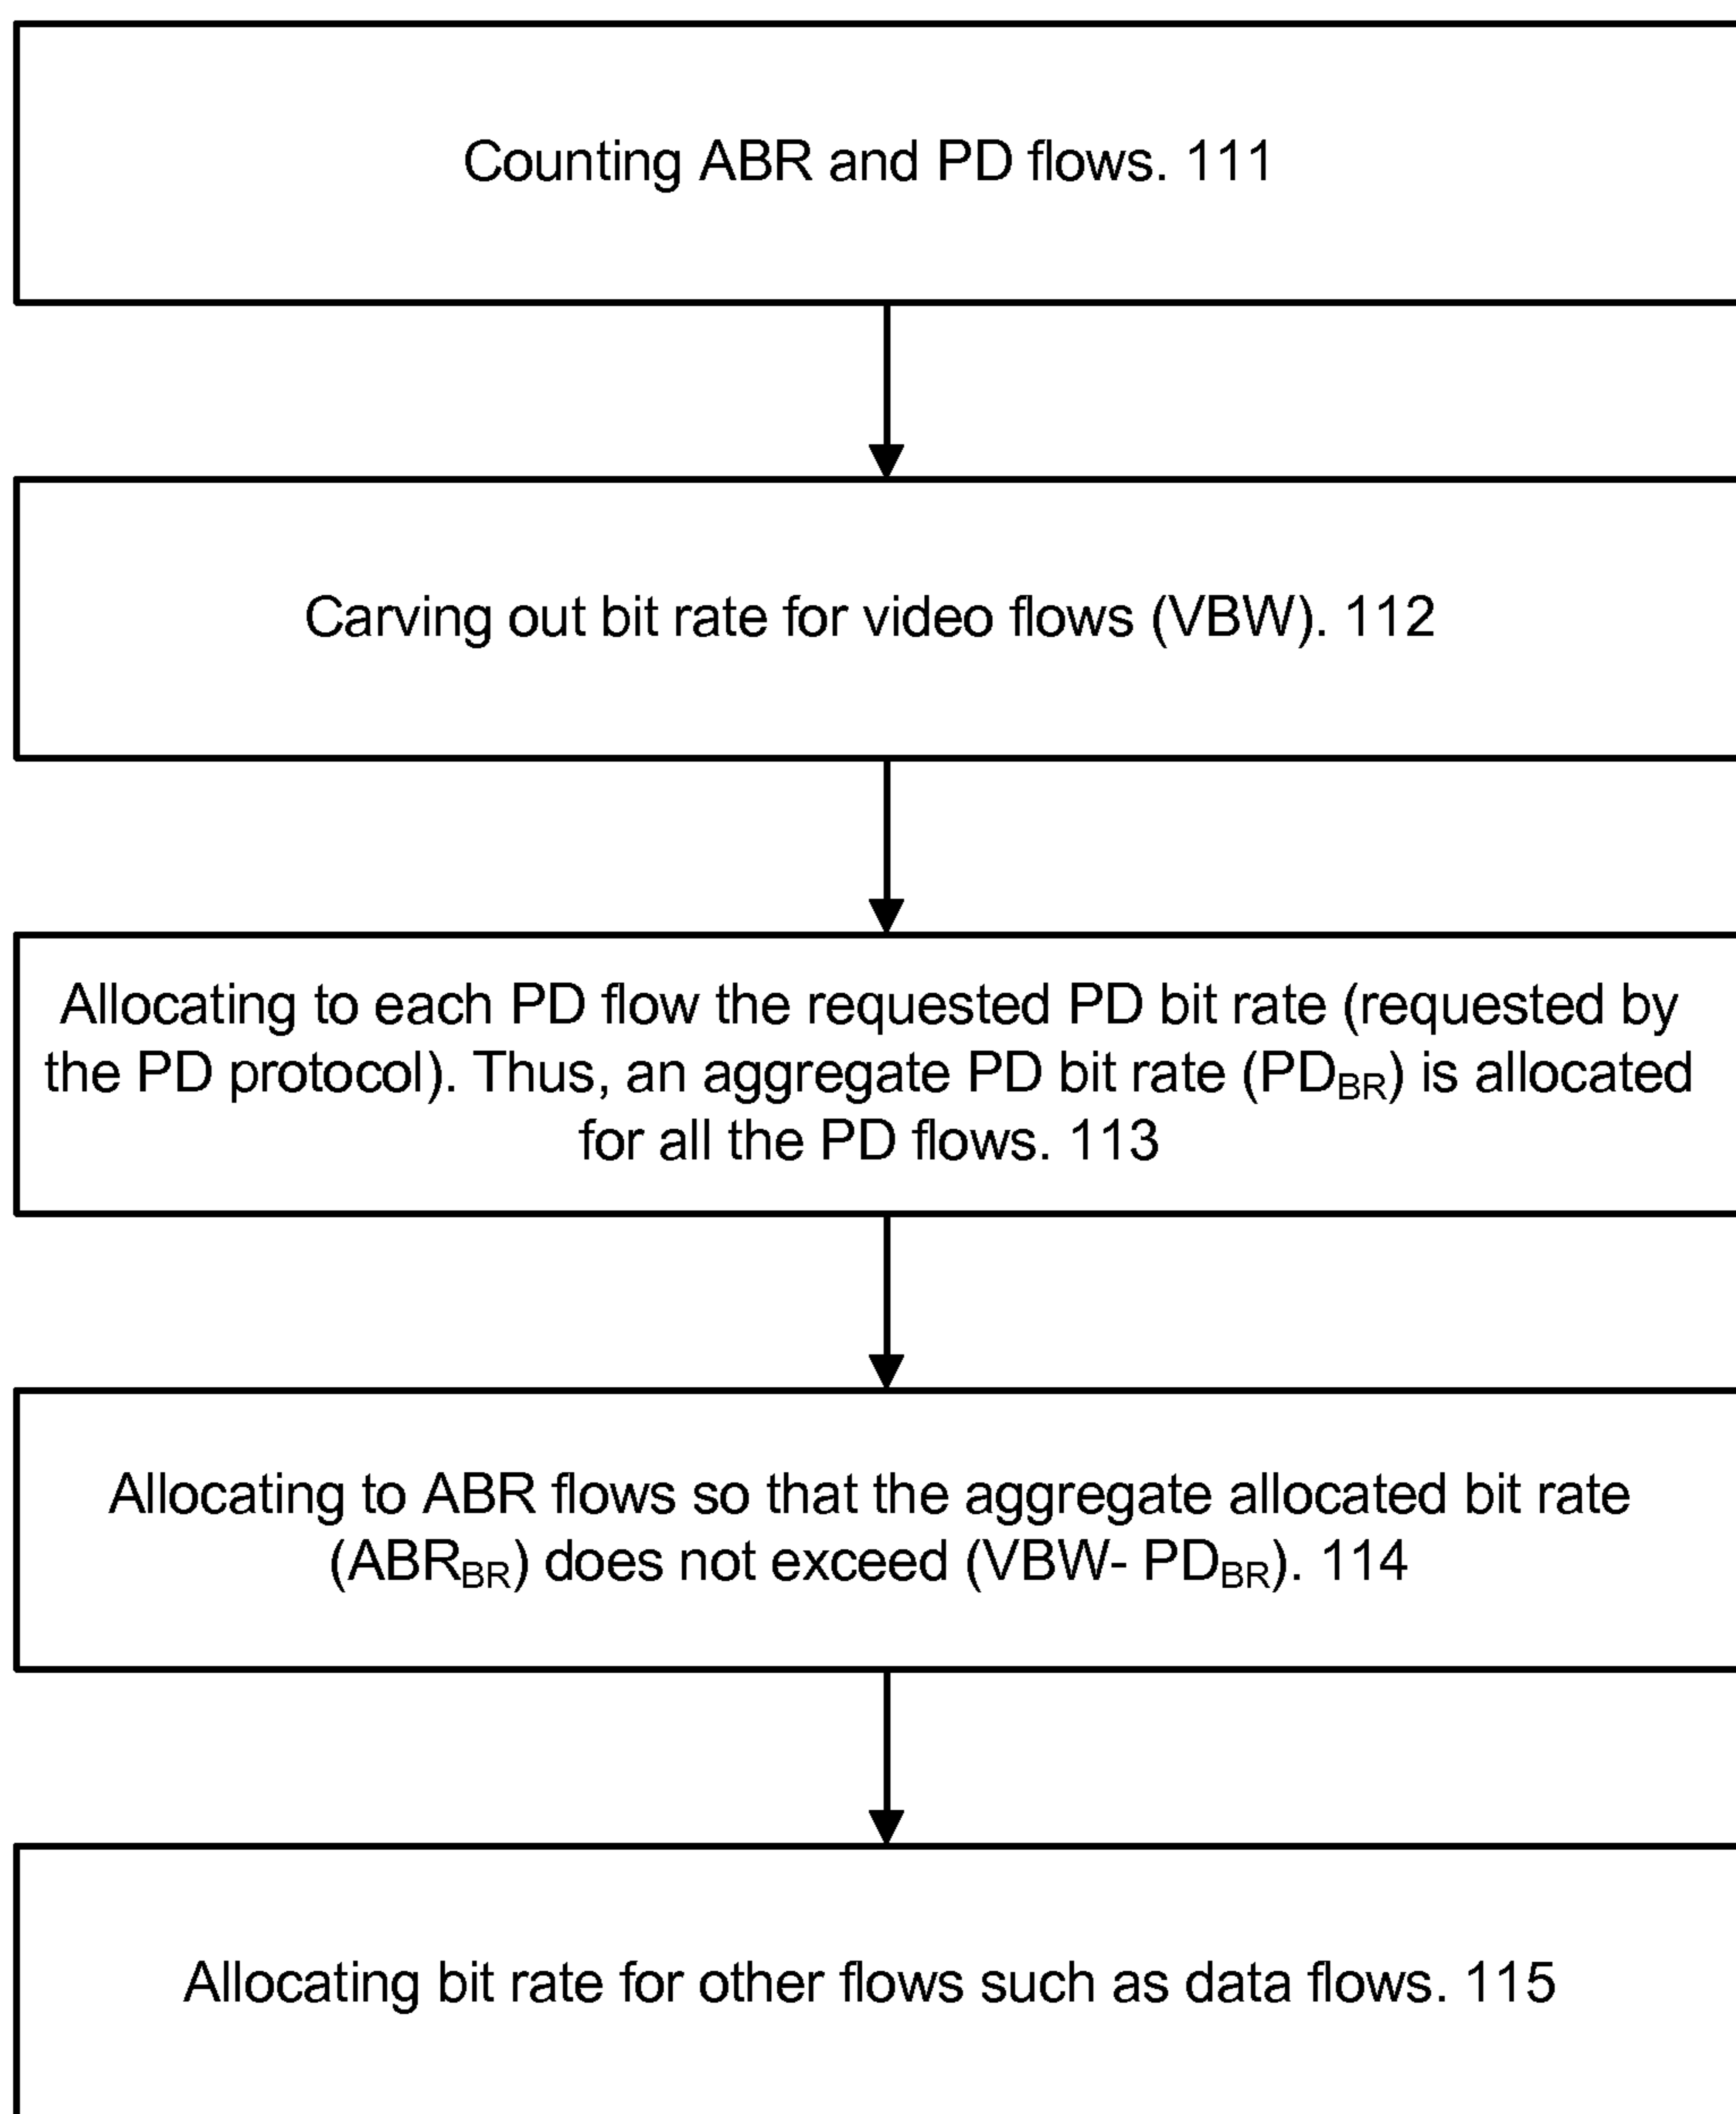 Counting ABR and PD flows. 111
Carving out bit rate for video flows (VBW). 112
Allocating to each PD flow the requested PD bit rate (requested by
the PD protocol). Thus, an aggregate PD bit rate (PD_BR) is allocated
for all the PD flows. 113
Allocating to ABR flows so that the aggregate allocated bit rate
(ABR_BR) does not exceed (VBW- PD_BR). 114
Allocating bit rate for other flows such as data flows. 115